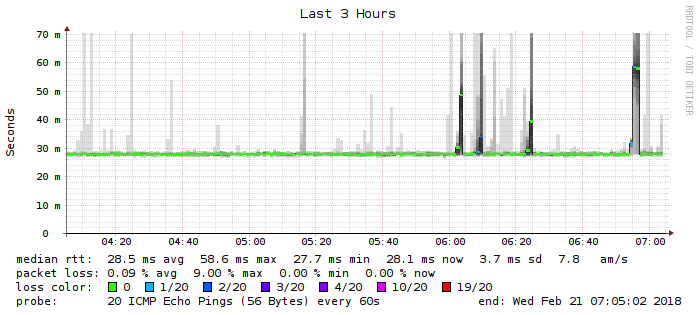 Last 3 Hours
RRDTOOL / TOBI OETIKER
Seconds
70 m
60 m
50 m
40 m
30 m
20 m
10 m
0
04:20 04:40 05:00 05:20 05:40 06:00 06:20 06:40 07:00
median rtt: 28.5 ms avg 58.6 ms max 27.7 ms min 28.1 ms now 3.7 ms sd 7.8 am/s
packet loss: 0.09 % avg 9.00 % max 0.00 % min 0.00 % now
loss color: 0 1/20 2/20 3/20 4/20 10/20 19/20
probe: 20 ICMP Echo Pings (56 Bytes) every 60s end: Wed Feb 21 07:05:02 2018